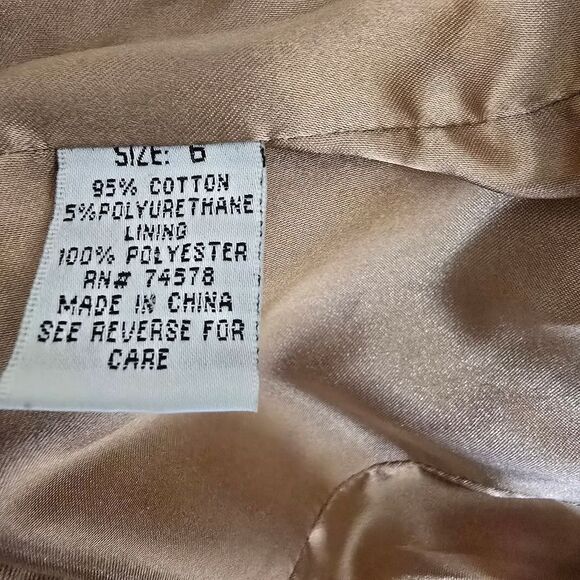 SIZE: 6
95% COTTON
5%POLYURETHANE
LINING
100% POLYESTER
RN# 74578
MADE IN CHINA
SEE REVERSE FOR
CARE